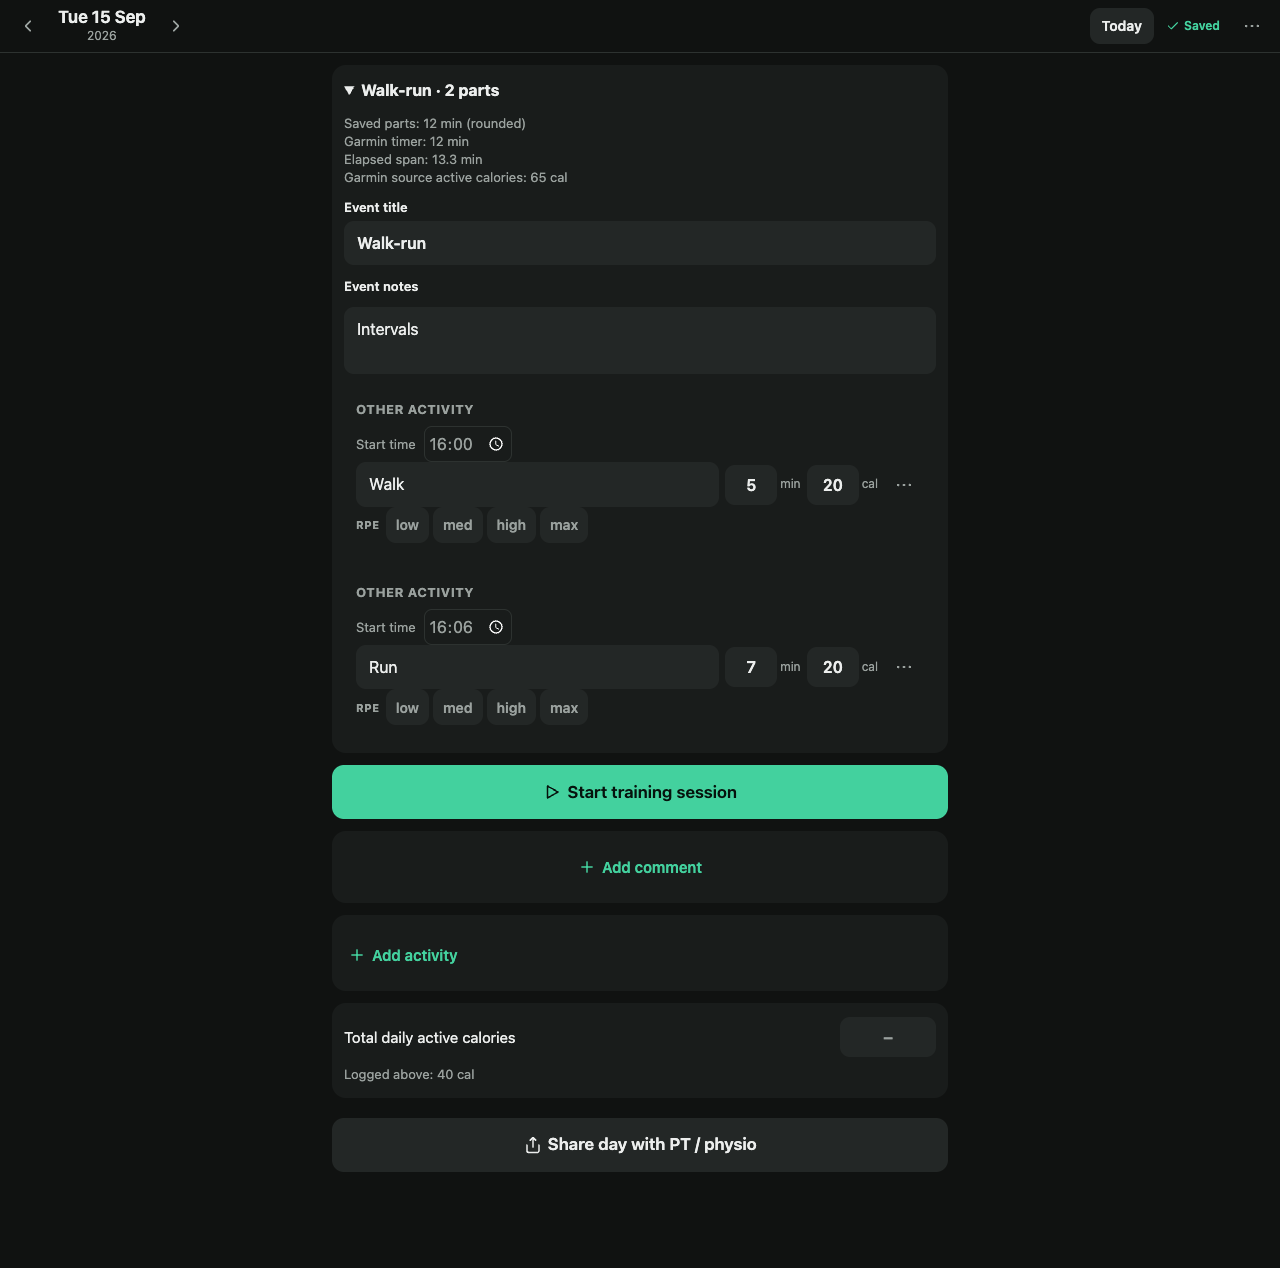 Tue 15 Sep
2026
Today
Saved
Walk-run · 2 parts
Saved parts: 12 min (rounded)
Garmin timer: 12 min
Elapsed span: 13.3 min
Garmin source active calories: 65 cal
Event title
Walk-run
Event notes
Intervals
OTHER ACTIVITY
Start time 16:00
Walk 5 min 20 cal ...
RPE low med high max
OTHER ACTIVITY
Start time 16:06
Run 7 min 20 cal ...
RPE low med high max
Start training session
+ Add comment
+ Add activity
Total daily active calories –
Logged above: 40 cal
Share day with PT / physio